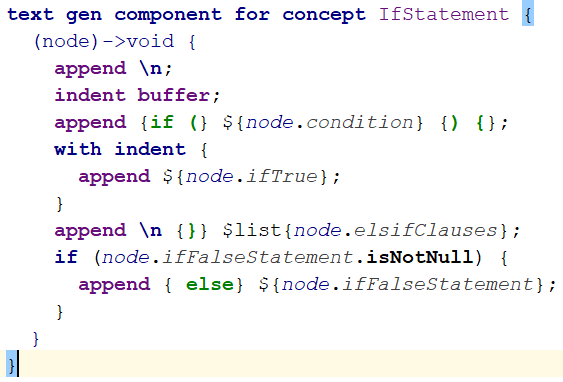 text gen component for concept IfStatement {
  (node)->void {
    append \n;
    indent buffer;
    append {if (} ${node.condition} {) {};
    with indent {
      append ${node.ifTrue};
    }
    append \n {}} $list{node.elsifClauses};
    if (node.ifFalseStatement.isNotNull) {
      append { else} ${node.ifFalseStatement};
    }
  }
}